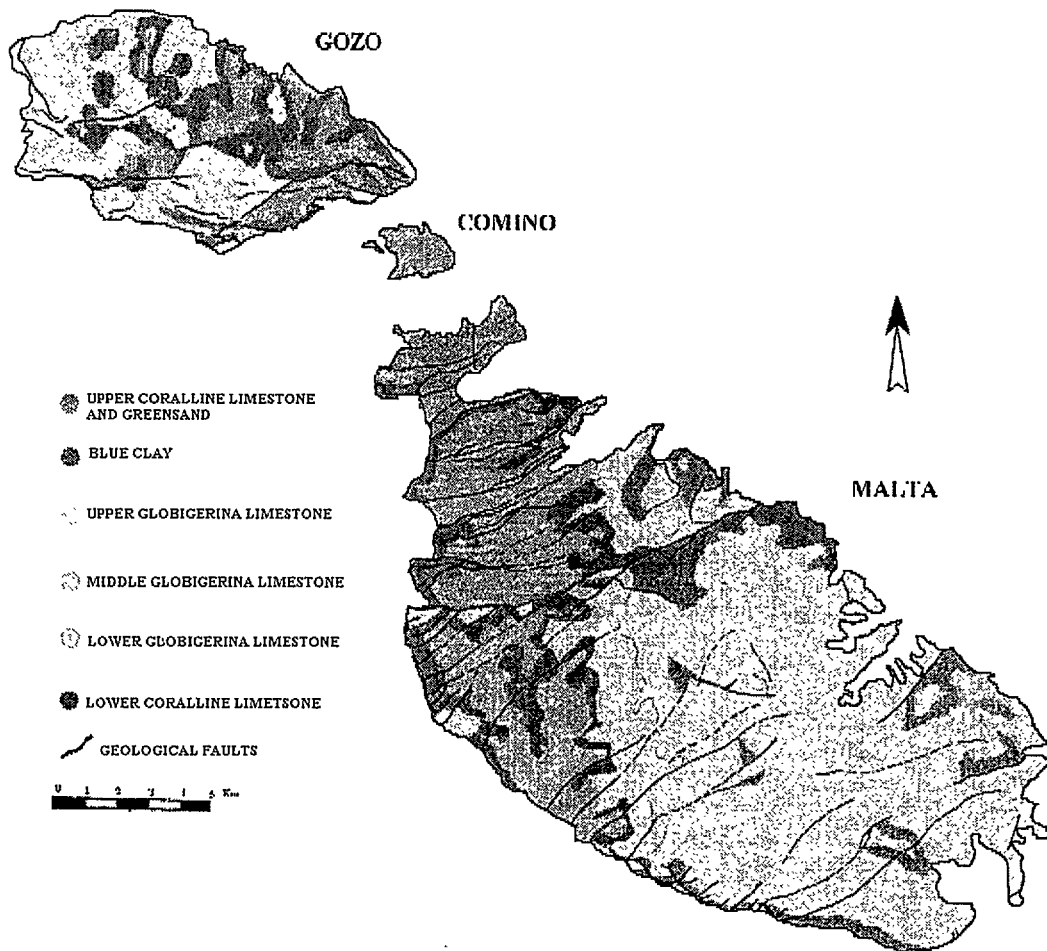 GOZO
COMINO
MALTA
UPPER CORALLINE LIMESTONE
AND GREENSAND
BLUE CLAY
UPPER GLOBIGERINA LIMESTONE
MIDDLE GLOBIGERINA LIMESTONE
LOWER GLOBIGERINA LIMESTONE
LOWER CORALLINE LIMETSONE
GEOLOGICAL FAULTS
0 1 2 3 4 5 Km